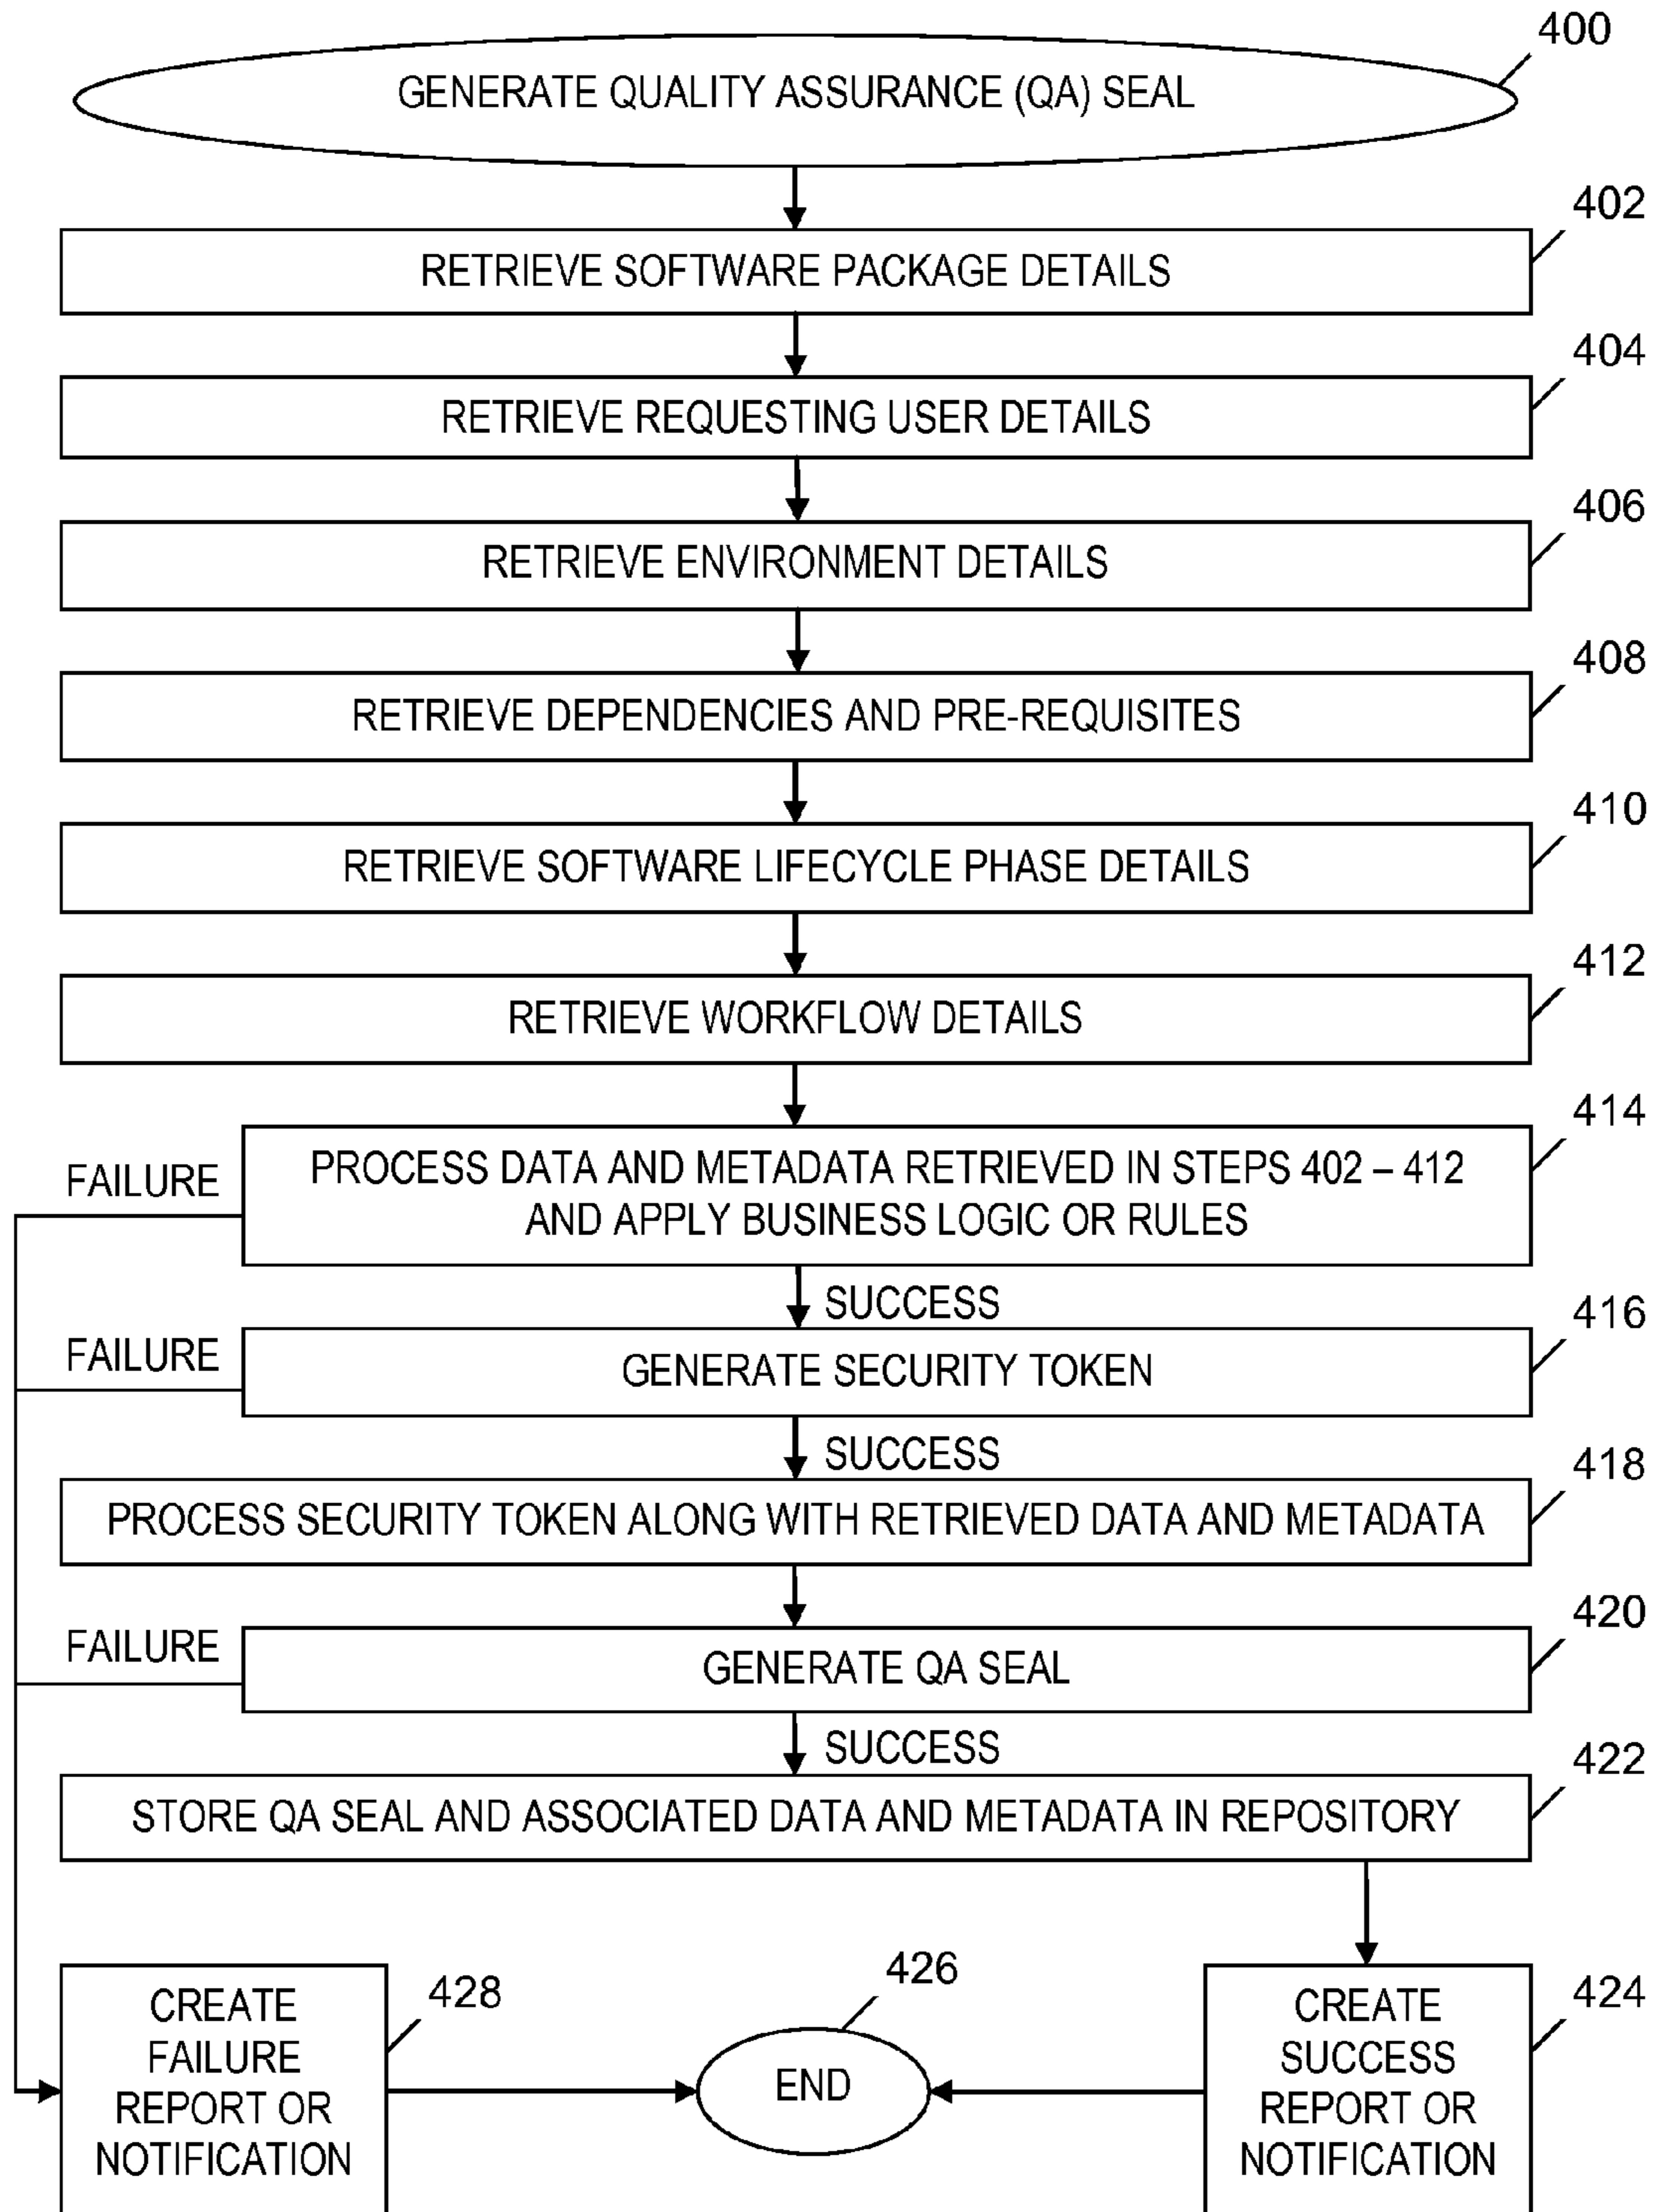 400
GENERATE QUALITY ASSURANCE (QA) SEAL
402
RETRIEVE SOFTWARE PACKAGE DETAILS
404
RETRIEVE REQUESTING USER DETAILS
406
RETRIEVE ENVIRONMENT DETAILS
408
RETRIEVE DEPENDENCIES AND PRE-REQUISITES
410
RETRIEVE SOFTWARE LIFECYCLE PHASE DETAILS
412
RETRIEVE WORKFLOW DETAILS
414
FAILURE
PROCESS DATA AND METADATA RETRIEVED IN STEPS 402 – 412
AND APPLY BUSINESS LOGIC OR RULES
SUCCESS
416
FAILURE
GENERATE SECURITY TOKEN
SUCCESS
418
PROCESS SECURITY TOKEN ALONG WITH RETRIEVED DATA AND METADATA
420
FAILURE
GENERATE QA SEAL
SUCCESS
422
STORE QA SEAL AND ASSOCIATED DATA AND METADATA IN REPOSITORY
CREATE
FAILURE
REPORT OR
NOTIFICATION
428
426
END
CREATE
SUCCESS
REPORT OR
NOTIFICATION
424